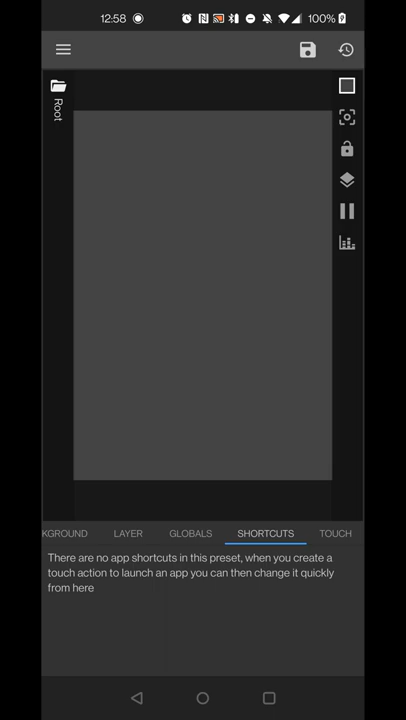 12:58
100%
Root
KGROUND
LAYER
GLOBALS
SHORTCUTS
TOUCH
There are no app shortcuts in this preset, when you create a
touch action to launch an app you can then change it quickly
from here